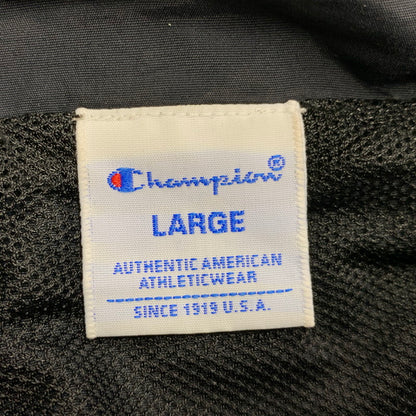 Champion®
LARGE
AUTHENTIC AMERICAN
ATHLETICWEAR
SINCE 1919 U.S.A.